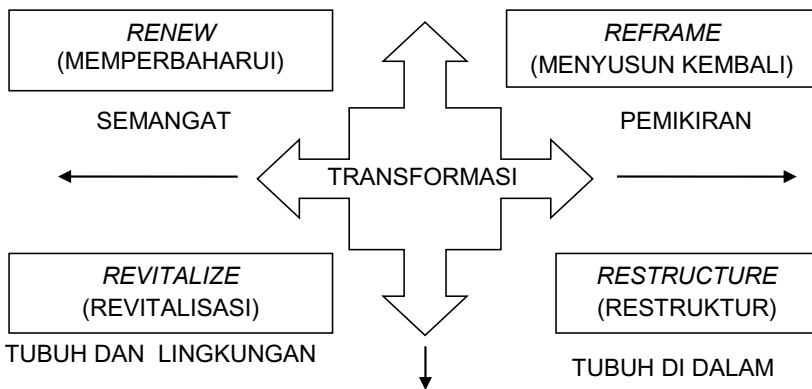 RENEW
(MEMPERBAHARUI)
REFRAME
(MENYUSUN KEMBALI)
SEMANGAT
PEMIKIRAN
TRANSFORMASI
REVITALIZE
(REVITALISASI)
RESTRUCTURE
(RESTRUKTUR)
TUBUH DAN LINGKUNGAN
TUBUH DI DALAM